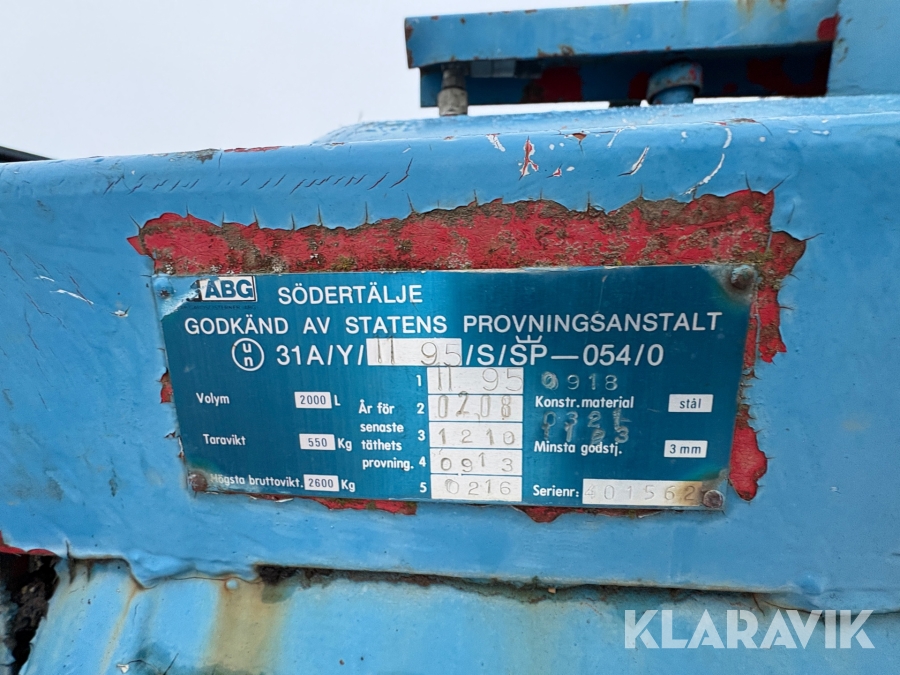 ABG SÖDERTÄLJE
GODKÄND AV STATENS PROVNINGSANSTALT
un 31A/Y/11 95/S/SP—054/0
Volym 2000 L
Taravikt 550 Kg
Högsta bruttovikt. 2600 Kg
År för senaste täthets provning.
1 11 95
2 0208
3 1210
4 0913
5 0216
0918
Konstr. material stål
Minsta godstj. 3 mm
Serienr: 401562
KLARAVIK